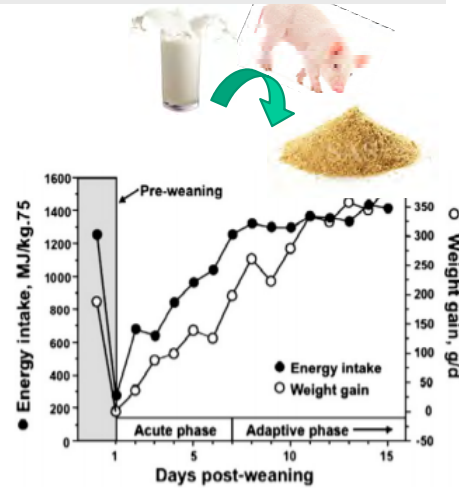 1600
1400
1200
1000
800
600
400
200
0
● Energy intake, MJ/kg.75
Pre-weaning
350
300
250
200
150
100
50
0
-50
○ Weight gain, g/d
● Energy intake
○ Weight gain
Acute phase
Adaptive phase
1
5
10
15
Days post-weaning